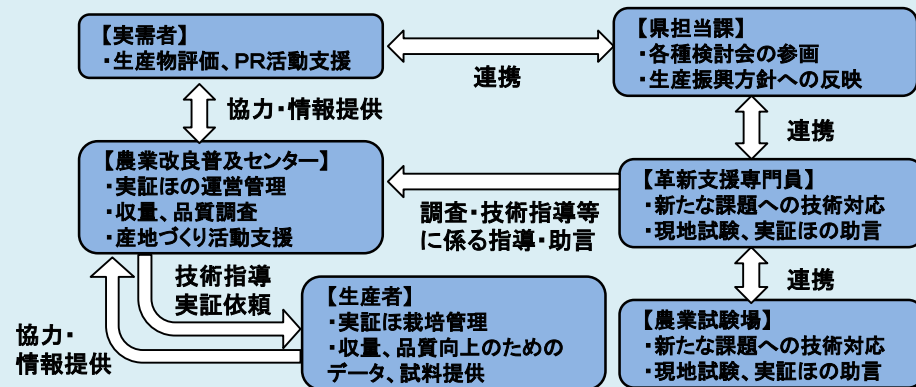 【実需者】
・生産物評価、PR活動支援
連携
【県担当課】
・各種検討会の参画
・生産振興方針への反映
協力・情報提供
連携
【農業改良普及センター】
・実証ほの運営管理
・収量、品質調査
・産地づくり活動支援
調査・技術指導等
に係る指導・助言
【革新支援専門員】
・新たな課題への技術対応
・現地試験、実証ほの助言
技術指導
実証依頼
連携
協力・
情報提供
【生産者】
・実証ほ栽培管理
・収量、品質向上のための
データ、試料提供
【農業試験場】
・新たな課題への技術対応
・現地試験、実証ほの助言